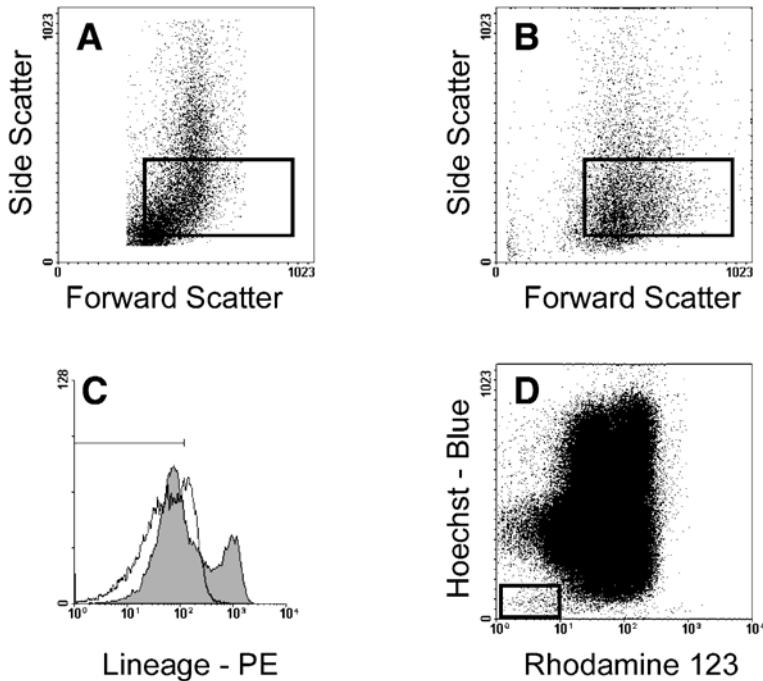 A
1023
Side Scatter
0
0
1023
Forward Scatter
B
1023
Side Scatter
0
0
1023
Forward Scatter
C
128
0
10⁰
10¹
10²
10³
10⁴
Lineage - PE
D
1023
Hoechst - Blue
0
10⁰
10¹
10²
10³
10⁴
Rhodamine 123